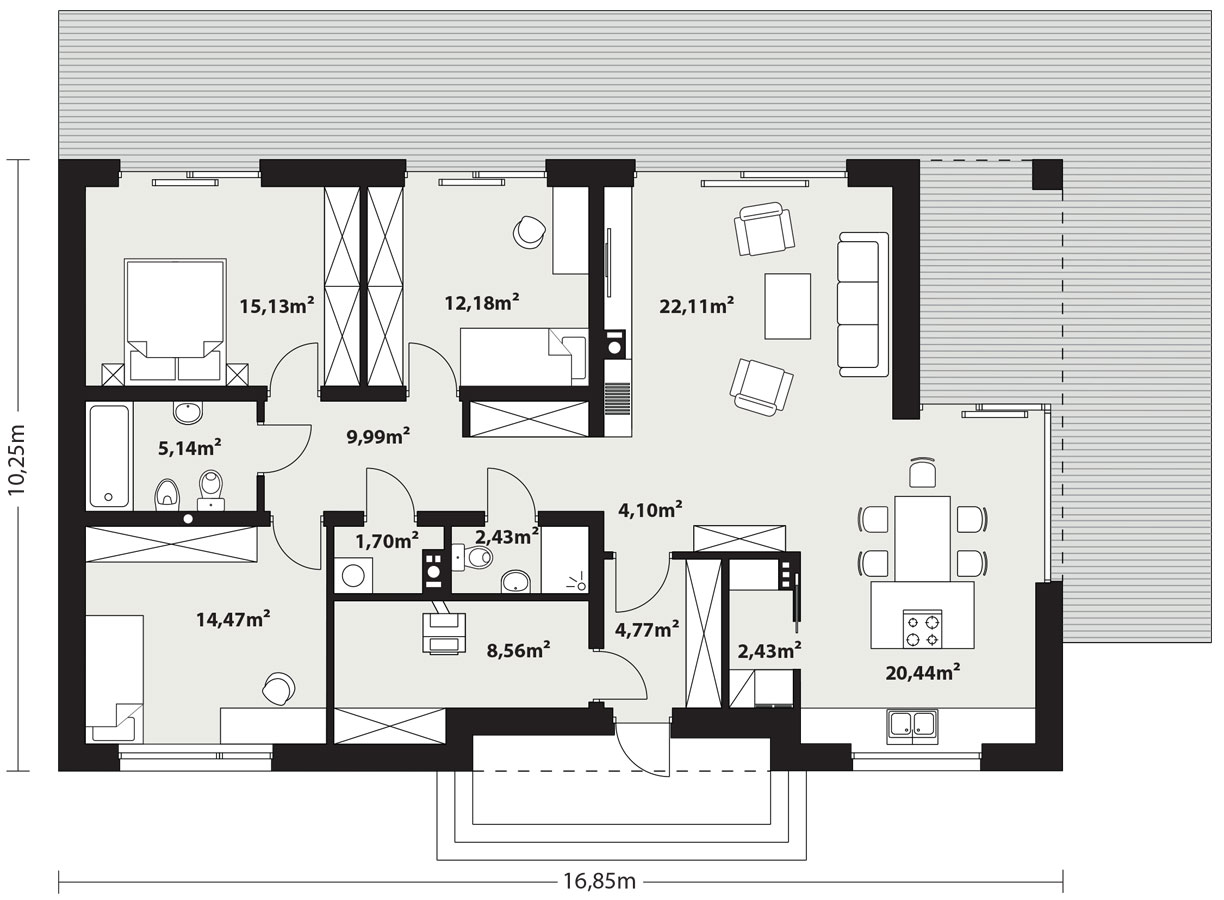 15,13m²
12,18m²
22,11m²
5,14m²
9,99m²
4,10m²
1,70m²
2,43m²
14,47m²
8,56m²
4,77m²
2,43m²
20,44m²
10,25m
16,85m